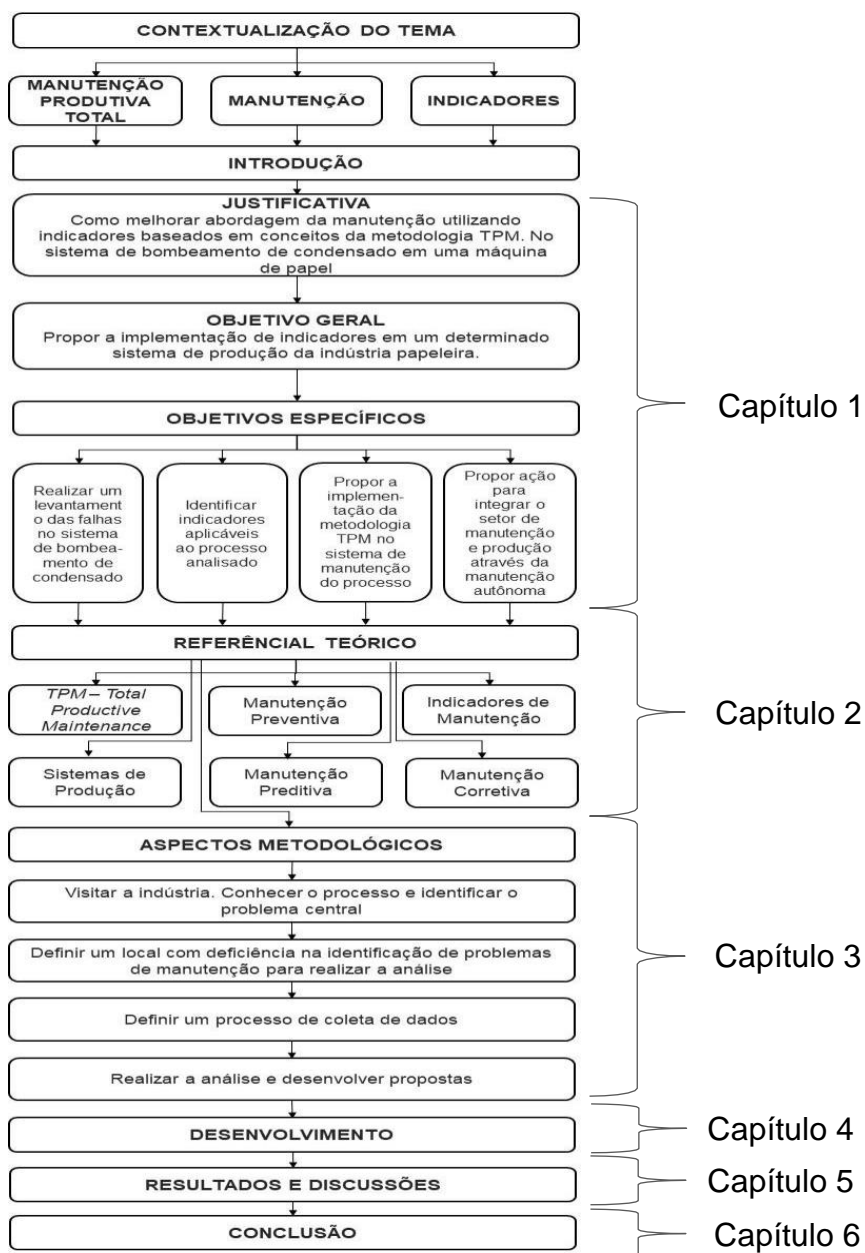 CONTEXTUALIZAÇÃO DO TEMA
MANUTENÇÃO
PRODUTIVA
TOTAL
MANUTENÇÃO
INDICADORES
INTRODUÇÃO
JUSTIFICATIVA
Como melhorar abordagem da manutenção utilizando
indicadores baseados em conceitos da metodologia TPM. No
sistema de bombeamento de condensado em uma máquina
de papel
OBJETIVO GERAL
Propor a implementação de indicadores em um determinado
sistema de produção da indústria papeleira.
OBJETIVOS ESPECÍFICOS
Realizar um
levantament
o das falhas
no sistema
de bombea-
mento de
condensado
Identificar
indicadores
aplicáveis
ao processo
analisado
Propor a
implemen-
tação da
metodologia
TPM no
sistema de
manutenção
do processo
Propor ação
para
integrar o
setor de
manutenção
e produção
através da
manutenção
autônoma
Capítulo 1
REFERÊNCIAL TEÓRICO
TPM – Total
Productive
Maintenance
Manutenção
Preventiva
Indicadores de
Manutenção
Sistemas de
Produção
Manutenção
Preditiva
Manutenção
Corretiva
Capítulo 2
ASPECTOS METODOLÓGICOS
Visitar a indústria. Conhecer o processo e identificar o
problema central
Definir um local com deficiência na identificação de problemas
de manutenção para realizar a análise
Definir um processo de coleta de dados
Realizar a análise e desenvolver propostas
Capítulo 3
DESENVOLVIMENTO
Capítulo 4
RESULTADOS E DISCUSSÕES
Capítulo 5
CONCLUSÃO
Capítulo 6